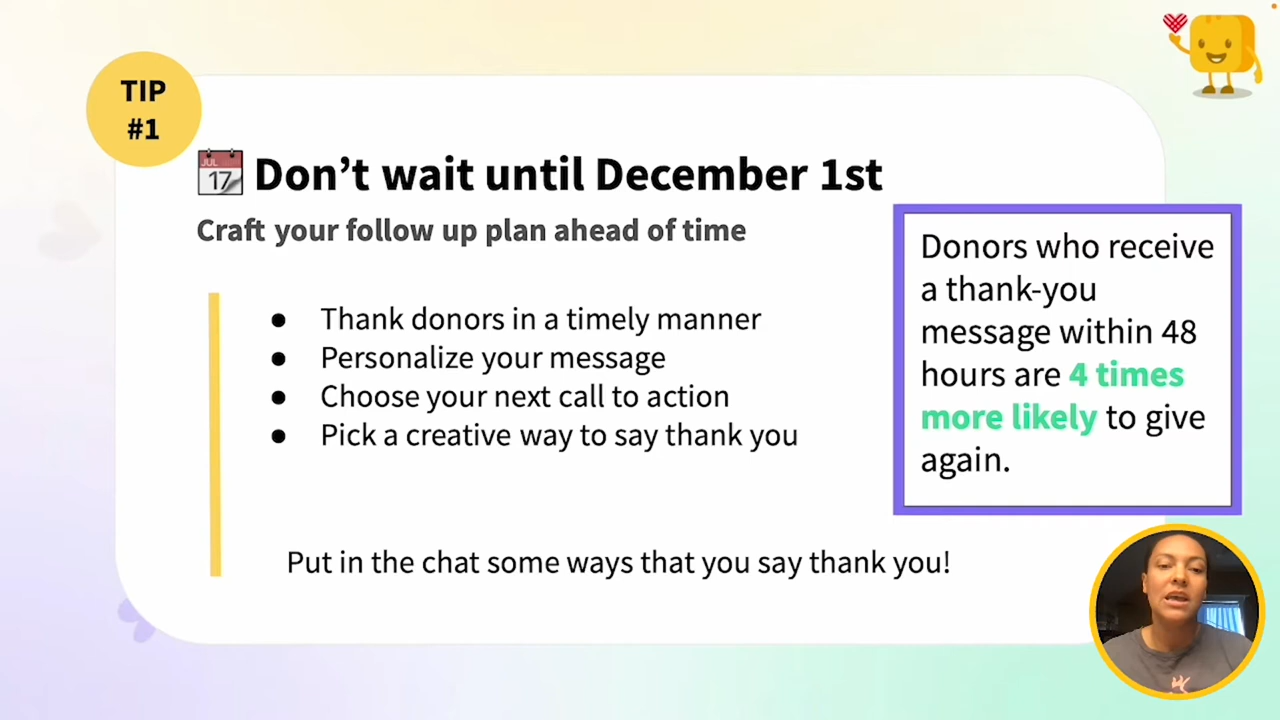 TIP
#1
JUL
17
Don’t wait until December 1st
Craft your follow up plan ahead of time
● Thank donors in a timely manner
● Personalize your message
● Choose your next call to action
● Pick a creative way to say thank you
Put in the chat some ways that you say thank you!
Donors who receive
a thank-you
message within 48
hours are 4 times
more likely to give
again.